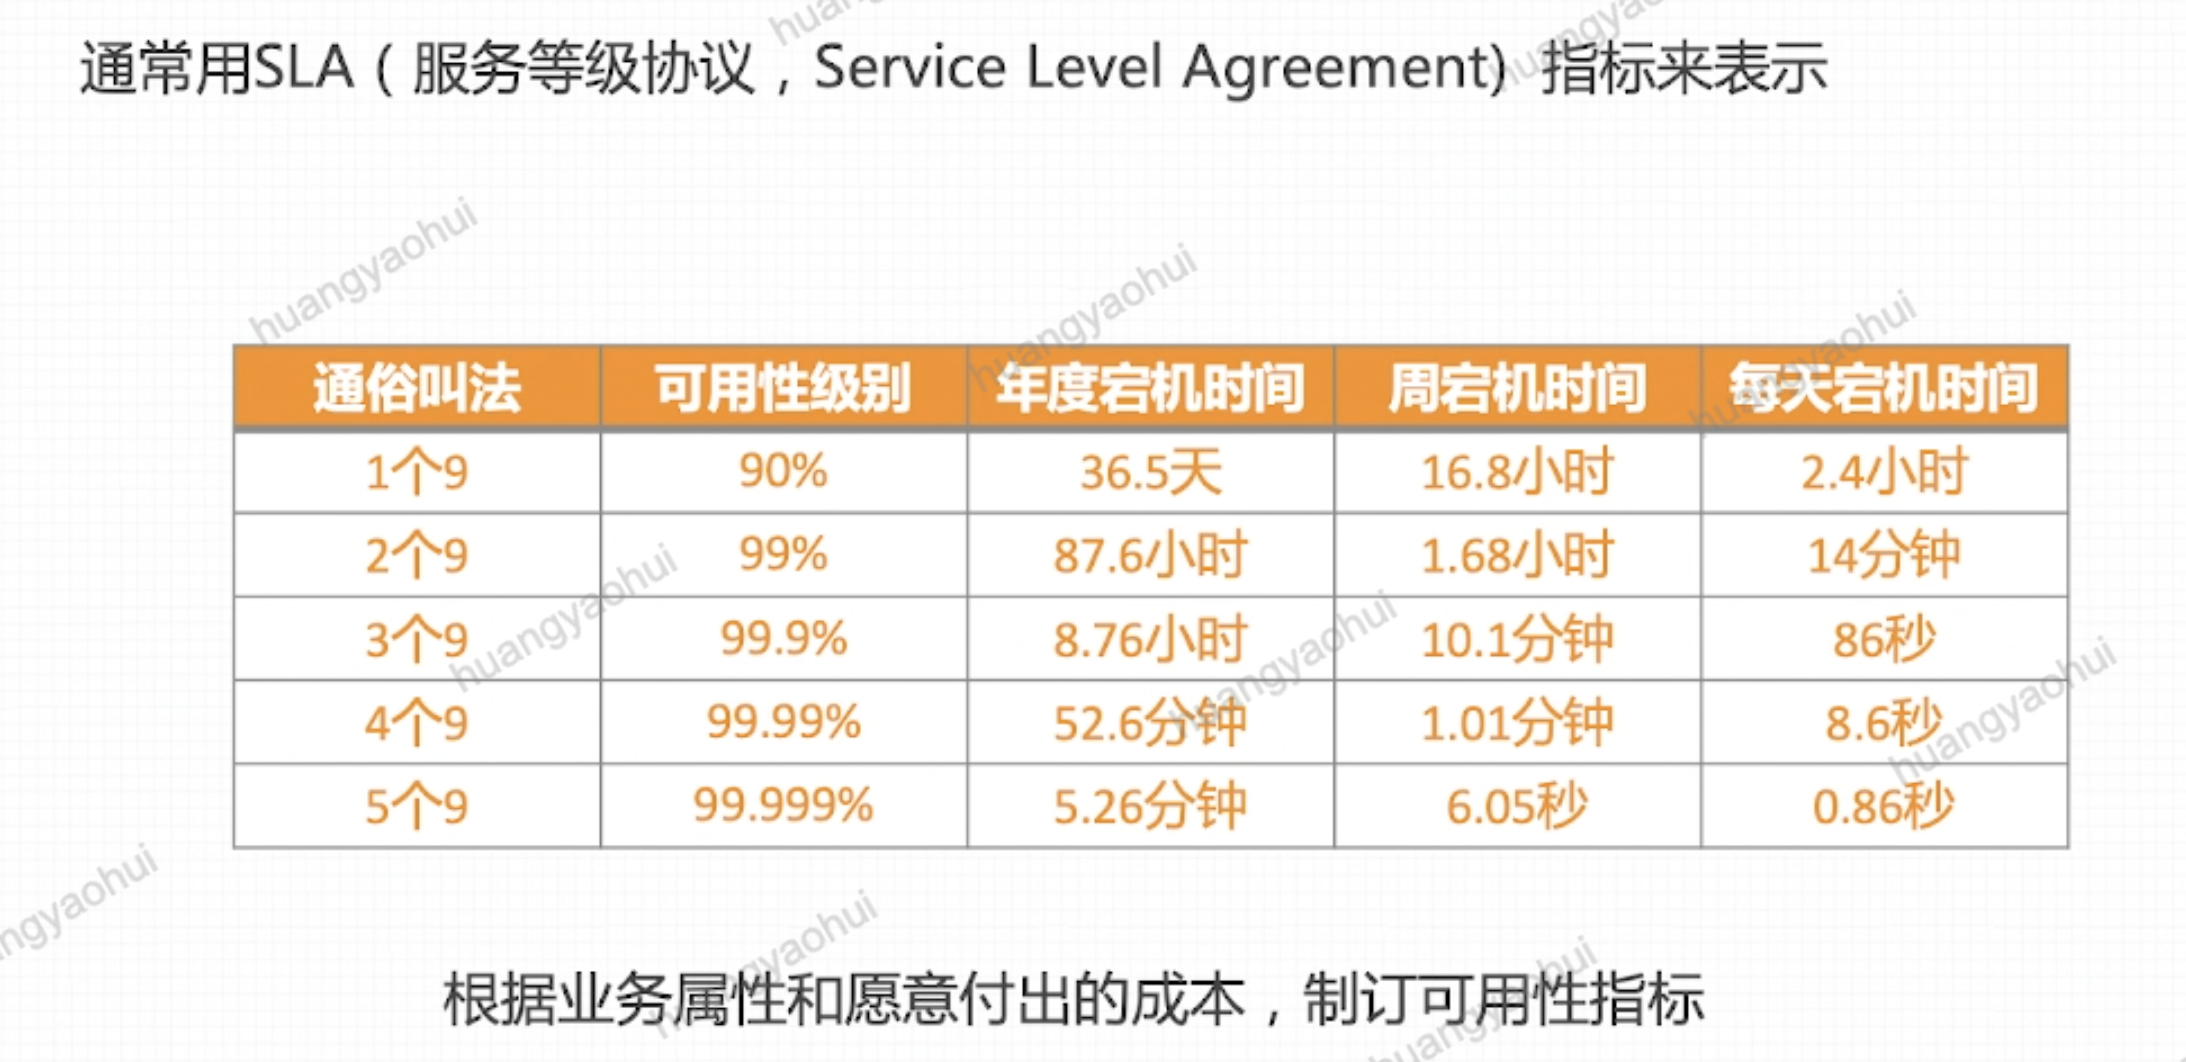 通常用SLA（服务等级协议，Service Level Agreement）指标来表示
通俗叫法 可用性级别 年度宕机时间 周宕机时间 每天宕机时间
1个9 90% 36.5天 16.8小时 2.4小时
2个9 99% 87.6小时 1.68小时 14分钟
3个9 99.9% 8.76小时 10.1分钟 86秒
4个9 99.99% 52.6分钟 1.01分钟 8.6秒
5个9 99.999% 5.26分钟 6.05秒 0.86秒
根据业务属性和愿意付出的成本，制订可用性指标
huangyaohui